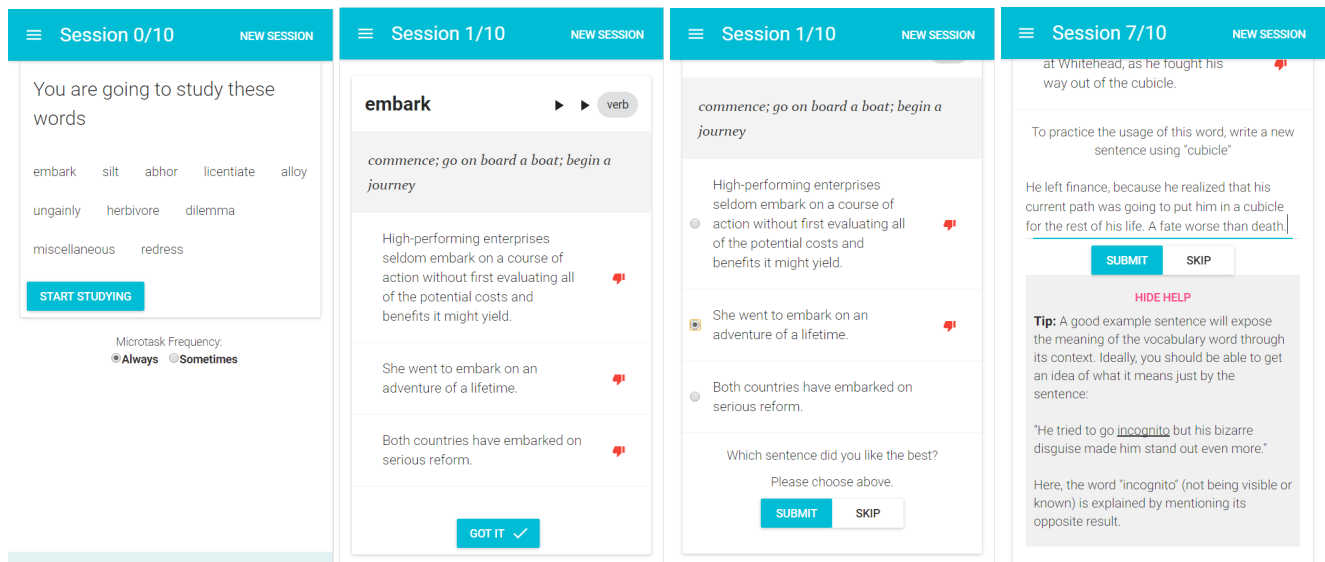 Session 0/10
NEW SESSION
You are going to study these
words
embark silt abhor licentiate alloy
ungainly herbivore dilemma
miscellaneous redress
START STUDYING
Microtask Frequency:
Always Sometimes
Session 1/10
NEW SESSION
embark
verb
commence; go on board a boat; begin a
journey
High-performing enterprises
seldom embark on a course of
action without first evaluating all
of the potential costs and
benefits it might yield.
She went to embark on an
adventure of a lifetime.
Both countries have embarked on
serious reform.
GOT IT
Session 1/10
NEW SESSION
commence; go on board a boat; begin a
journey
High-performing enterprises
seldom embark on a course of
action without first evaluating all
of the potential costs and
benefits it might yield.
She went to embark on an
adventure of a lifetime.
Both countries have embarked on
serious reform.
Which sentence did you like the best?
Please choose above.
SUBMIT SKIP
Session 7/10
NEW SESSION
at Whitehead, as he fought his
way out of the cubicle.
To practice the usage of this word, write a new
sentence using "cubicle"
He left finance, because he realized that his
current path was going to put him in a cubicle
for the rest of his life. A fate worse than death.
SUBMIT SKIP
HIDE HELP
Tip: A good example sentence will expose
the meaning of the vocabulary word through
its context. Ideally, you should be able to get
an idea of what it means just by the
sentence:
"He tried to go incognito but his bizarre
disguise made him stand out even more."
Here, the word "incognito" (not being visible or
known) is explained by mentioning its
opposite result.